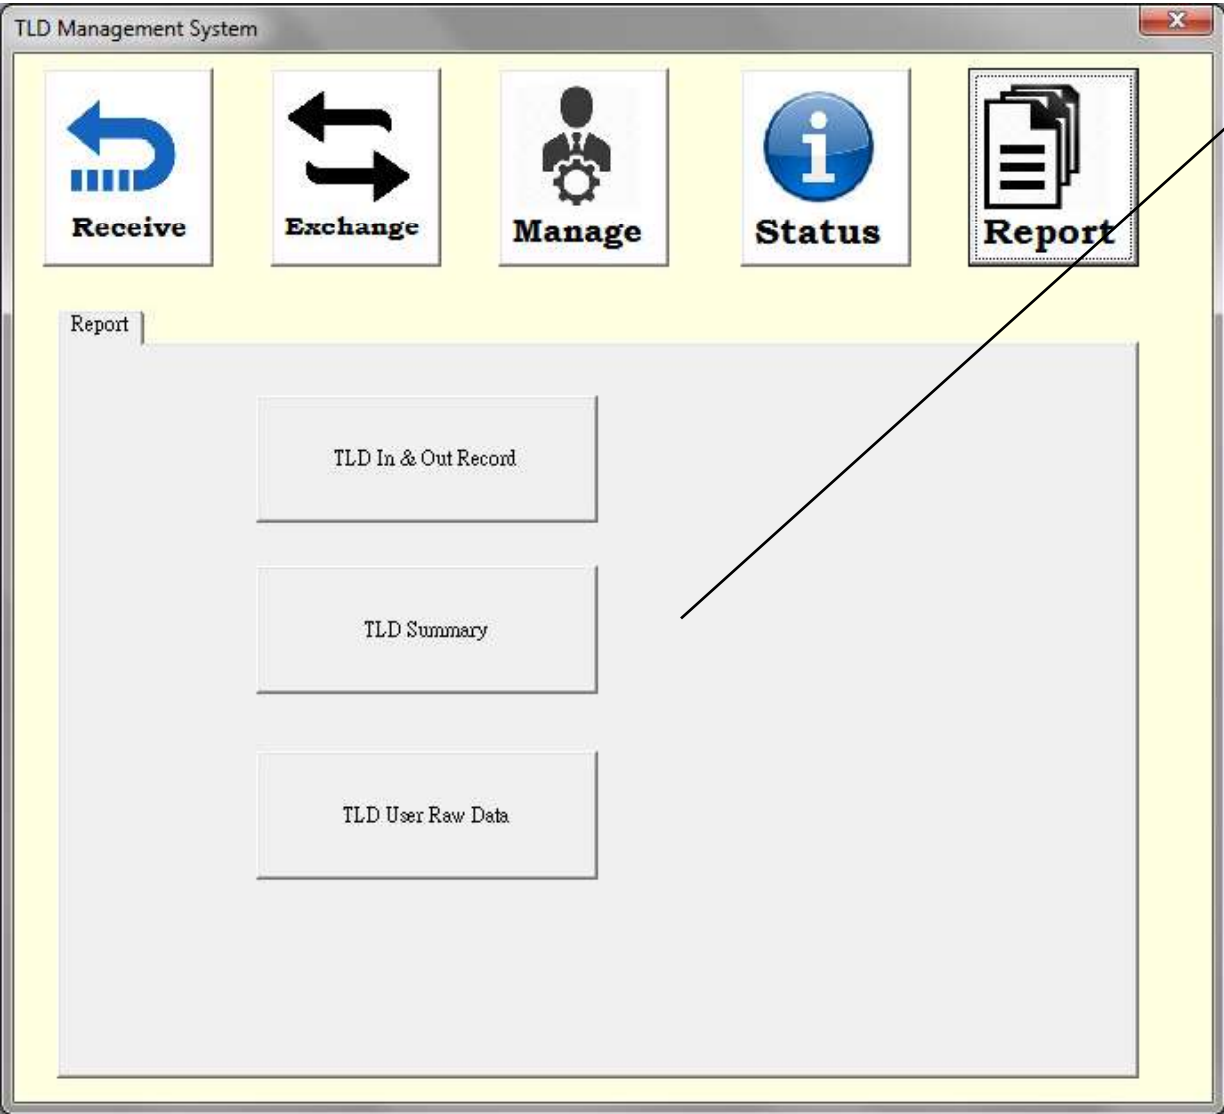 TLD Management System
Receive
Exchange
Manage
Status
Report
Report
TLD In & Out Record
TLD Summary
TLD User Raw Data